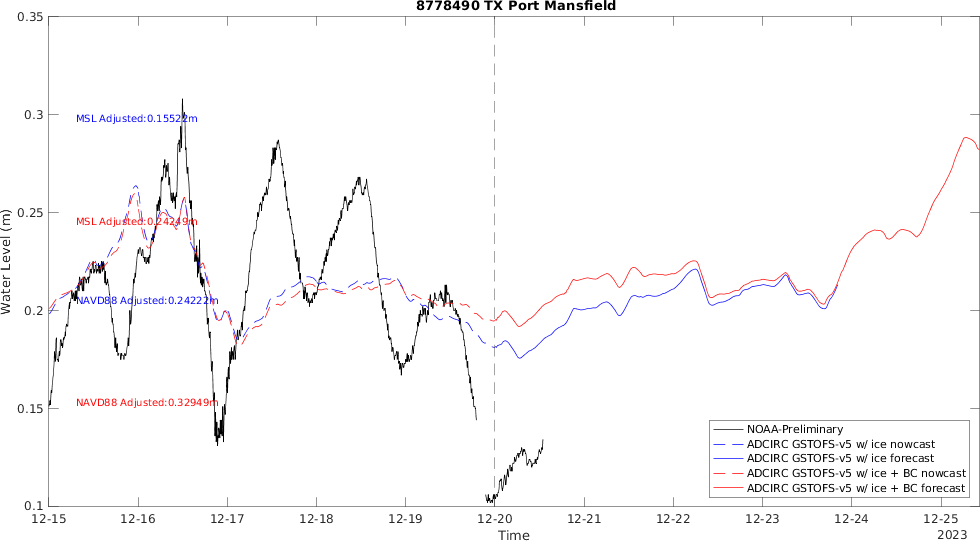 8778490 TX Port Mansfield
0.35
0.3
0.25
0.2
0.15
0.1
Water Level (m)
MSL Adjusted:0.15522m
MSL Adjusted:0.24249m
NAVD88 Adjusted:0.24222m
NAVD88 Adjusted:0.32949m
NOAA-Preliminary
ADCIRC GSTOFS-v5 w/ ice nowcast
ADCIRC GSTOFS-v5 w/ ice forecast
ADCIRC GSTOFS-v5 w/ ice + BC nowcast
ADCIRC GSTOFS-v5 w/ ice + BC forecast
12-15 12-16 12-17 12-18 12-19 12-20 12-21 12-22 12-23 12-24 12-25
Time
2023